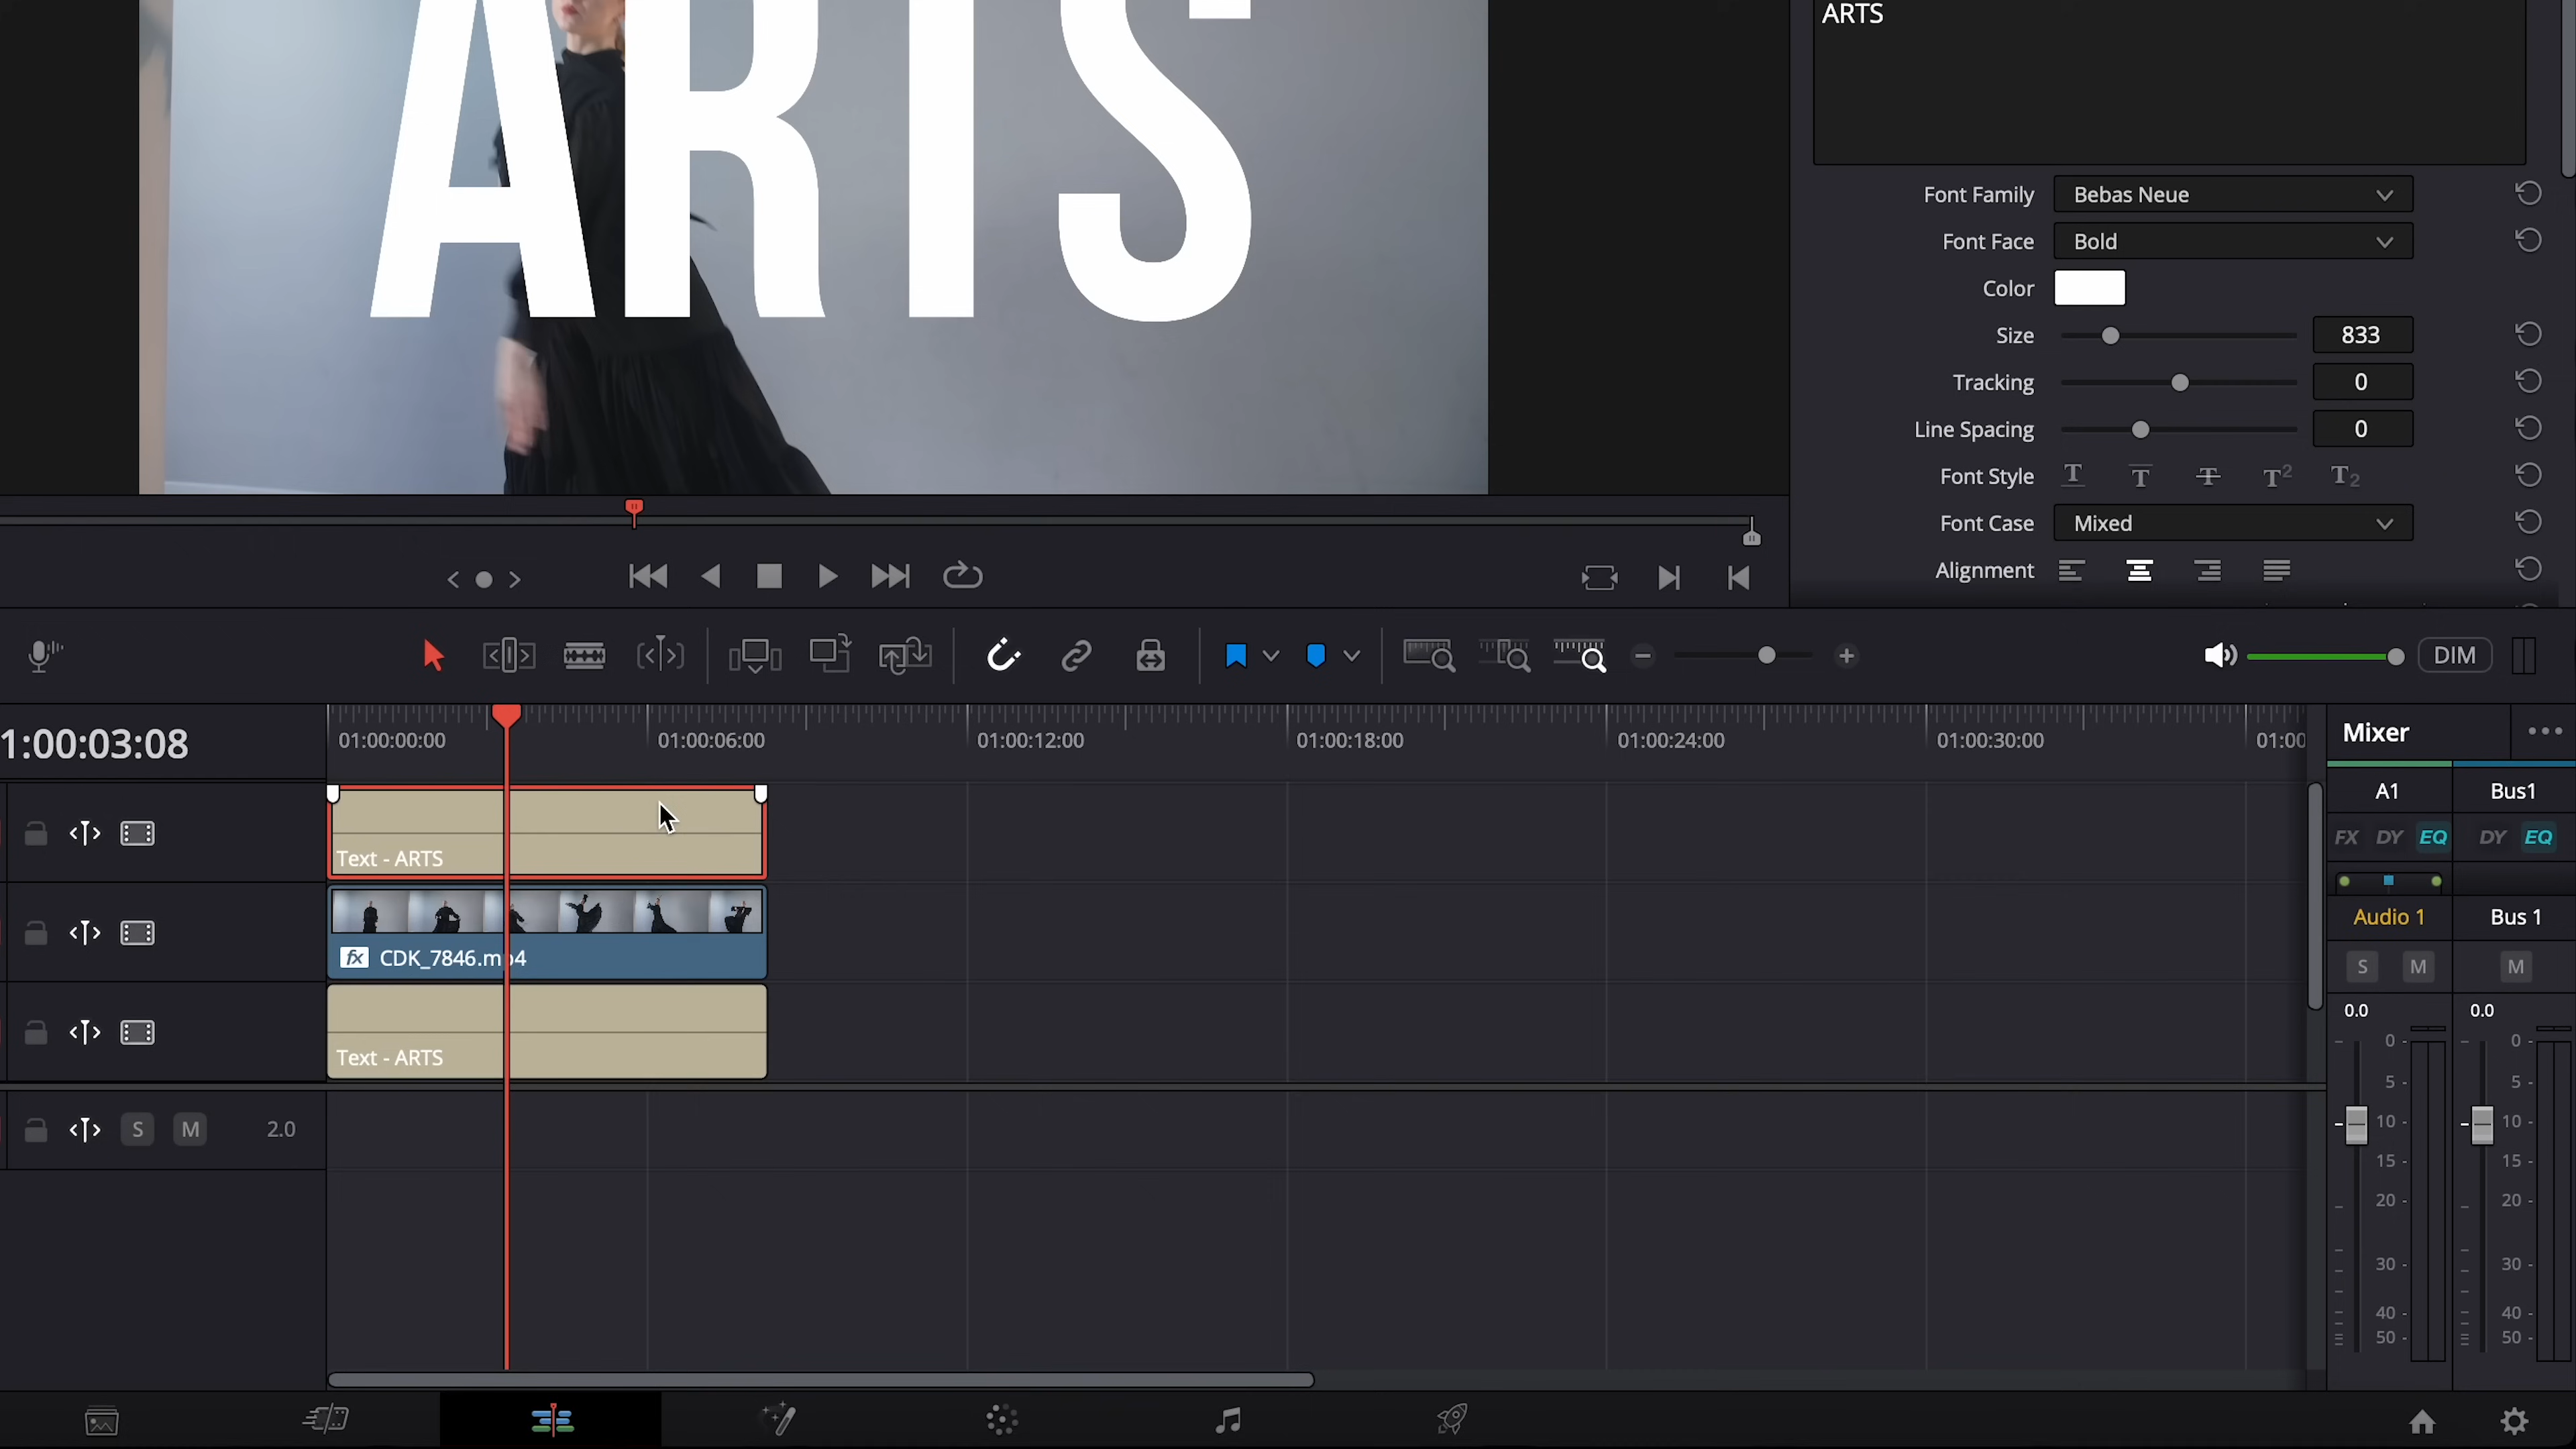 ARTS
ARTS
Font Family Bebas Neue
Font Face Bold
Color
Size 833
Tracking 0
Line Spacing 0
Font Style T T T T2 T2
Font Case Mixed
Alignment
DIM
1:00:03:08
01:00:00:00 01:00:06:00 01:00:12:00 01:00:18:00 01:00:24:00 01:00:30:00 01:00
Mixer
A1 Bus1
FX DY EQ DY EQ
Text - ARTS
Audio 1 Bus 1
fx CDK_7846.mp4
S M M
0.0 0.0
Text - ARTS
S M 2.0
0 0
5 5
10 10
15 15
20 20
30 30
40 40
50 50